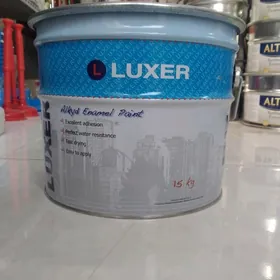 L LUXER
LUXER
Alkyd Enamel Paint
Excellent adhesion
Perfect water resistance
Fast drying
Easy to apply
15 kg
ALT
ALT